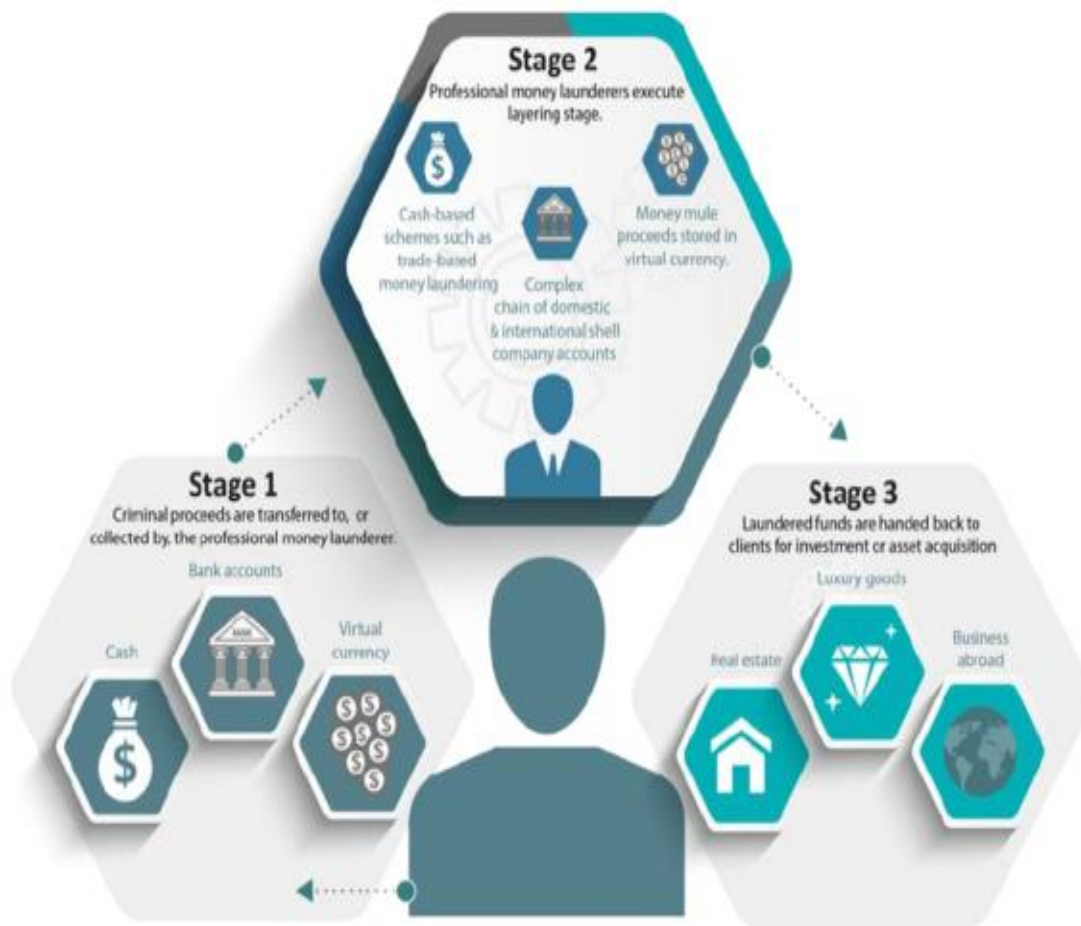 Stage 2
Professional money launderers execute
layering stage.
Cash-based
schemes such as
trade-based
money laundering
Complex
chain of domestic
& international shell
company accounts
Money mule
proceeds stored in
virtual currency.
Stage 1
Criminal proceeds are transferred to, or
collected by, the professional money launderer.
Cash
Bank accounts
BANK
Virtual
currency
Stage 3
Laundered funds are handed back to
clients for investment or asset acquisition
Real estate
Luxury goods
Business
abroad